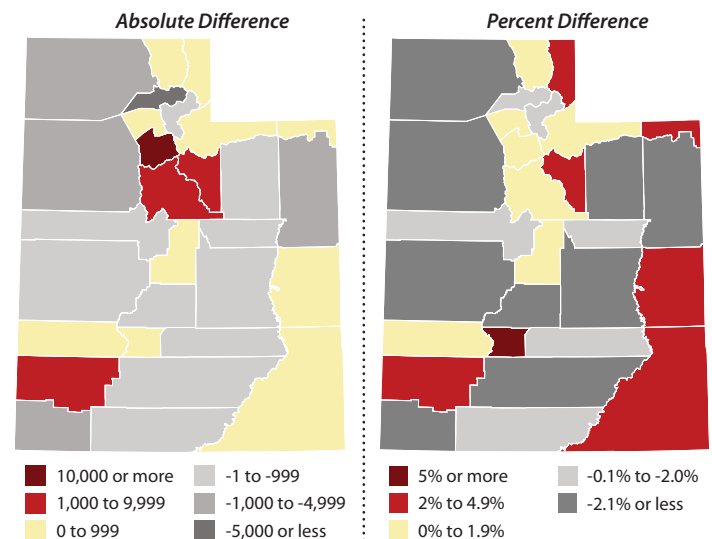 Absolute Difference
Percent Difference
10,000 or more
1,000 to 9,999
0 to 999
-1 to -999
-1,000 to -4,999
-5,000 or less
5% or more
2% to 4.9%
0% to 1.9%
-0.1% to -2.0%
-2.1% or less